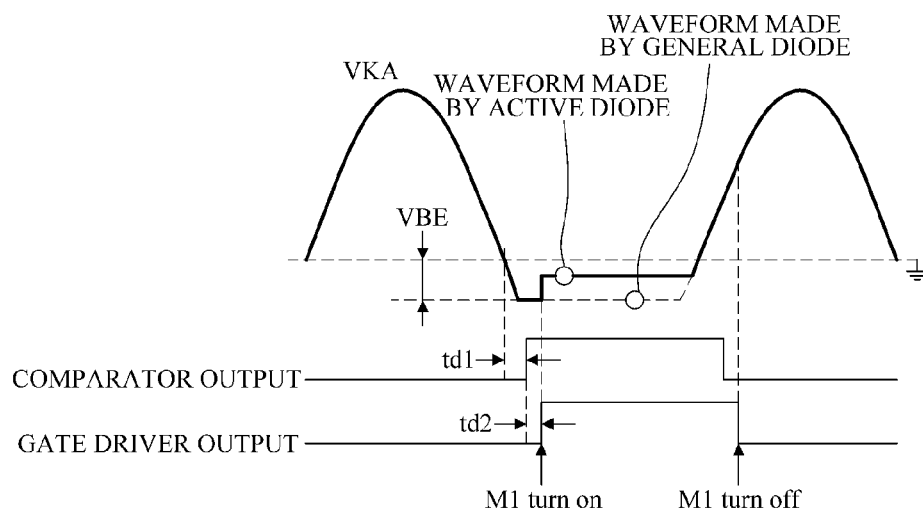 WAVEFORM MADE
BY GENERAL DIODE
VKA
WAVEFORM MADE
BY ACTIVE DIODE
VBE
td1
COMPARATOR OUTPUT
td2
GATE DRIVER OUTPUT
M1 turn on
M1 turn off